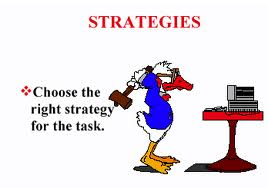 STRATEGIES
❖Choose the
right strategy
for the task.